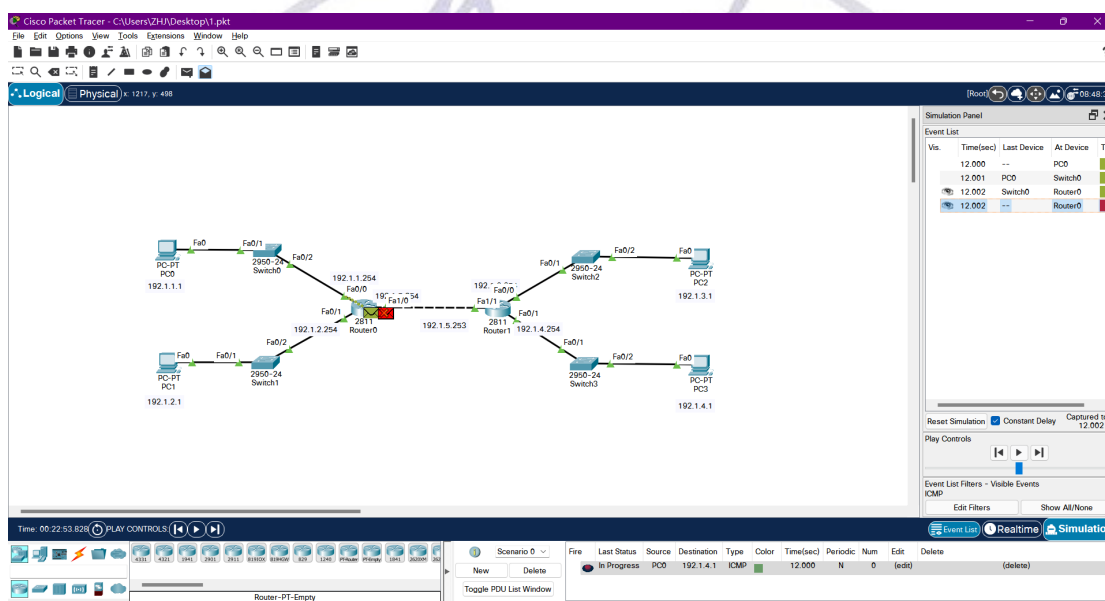 Cisco Packet Tracer - C:\Users\ZHJ\Desktop\1.pkt
File Edit Options View Tools Extensions Window Help
Logical Physical x: 1217, y: 498 [Root] 08:48:
Simulation Panel
Event List
Vis. Time(sec) Last Device At Device T
12.000 -- PC0
12.001 PC0 Switch0
12.002 Switch0 Router0
12.002 -- Router0
Fa0 Fa0/1
PC-PT
PC0
192.1.1.1
2950-24
Switch0
Fa0/2
192.1.1.254
Fa0/0
Fa1/0
Fa0/1
2811
Router0
192.1.2.254
Fa0/2
Fa0 Fa0/1
PC-PT
PC1
192.1.2.1
2950-24
Switch1
192.1.5.253
Fa0/1
Fa0/2
Fa0
2950-24
Switch2
PC-PT
PC2
192.1.3.1
Fa0/0
Fa1/1
Fa0/1
2811
Router1
192.1.4.254
Fa0/1
Fa0/2
Fa0
2950-24
Switch3
PC-PT
PC3
192.1.4.1
Reset Simulation Constant Delay Captured to
12.002
Play Controls
Event List Filters - Visible Events
ICMP
Edit Filters Show All/None
Time: 00:22:53.828 PLAY CONTROLS: Event List Realtime Simulatio
4331 4321 1941 2901 2911 819IOX 819HGW 829 1240 PT-Router PT-Empty 1841 2620XM
Router-PT-Empty
Scenario 0
New Delete
Toggle PDU List Window
Fire Last Status Source Destination Type Color Time(sec) Periodic Num Edit Delete
In Progress PC0 192.1.4.1 ICMP 12.000 N 0 (edit) (delete)